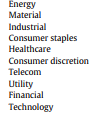 Energy
Material
Industrial
Consumer staples
Healthcare
Consumer discretion
Telecom
Utility
Financial
Technology